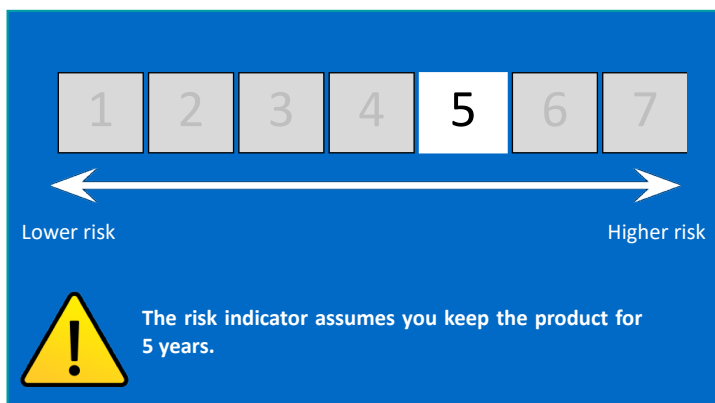 1 2 3 4 5 6 7
Lower risk Higher risk
The risk indicator assumes you keep the product for
5 years.